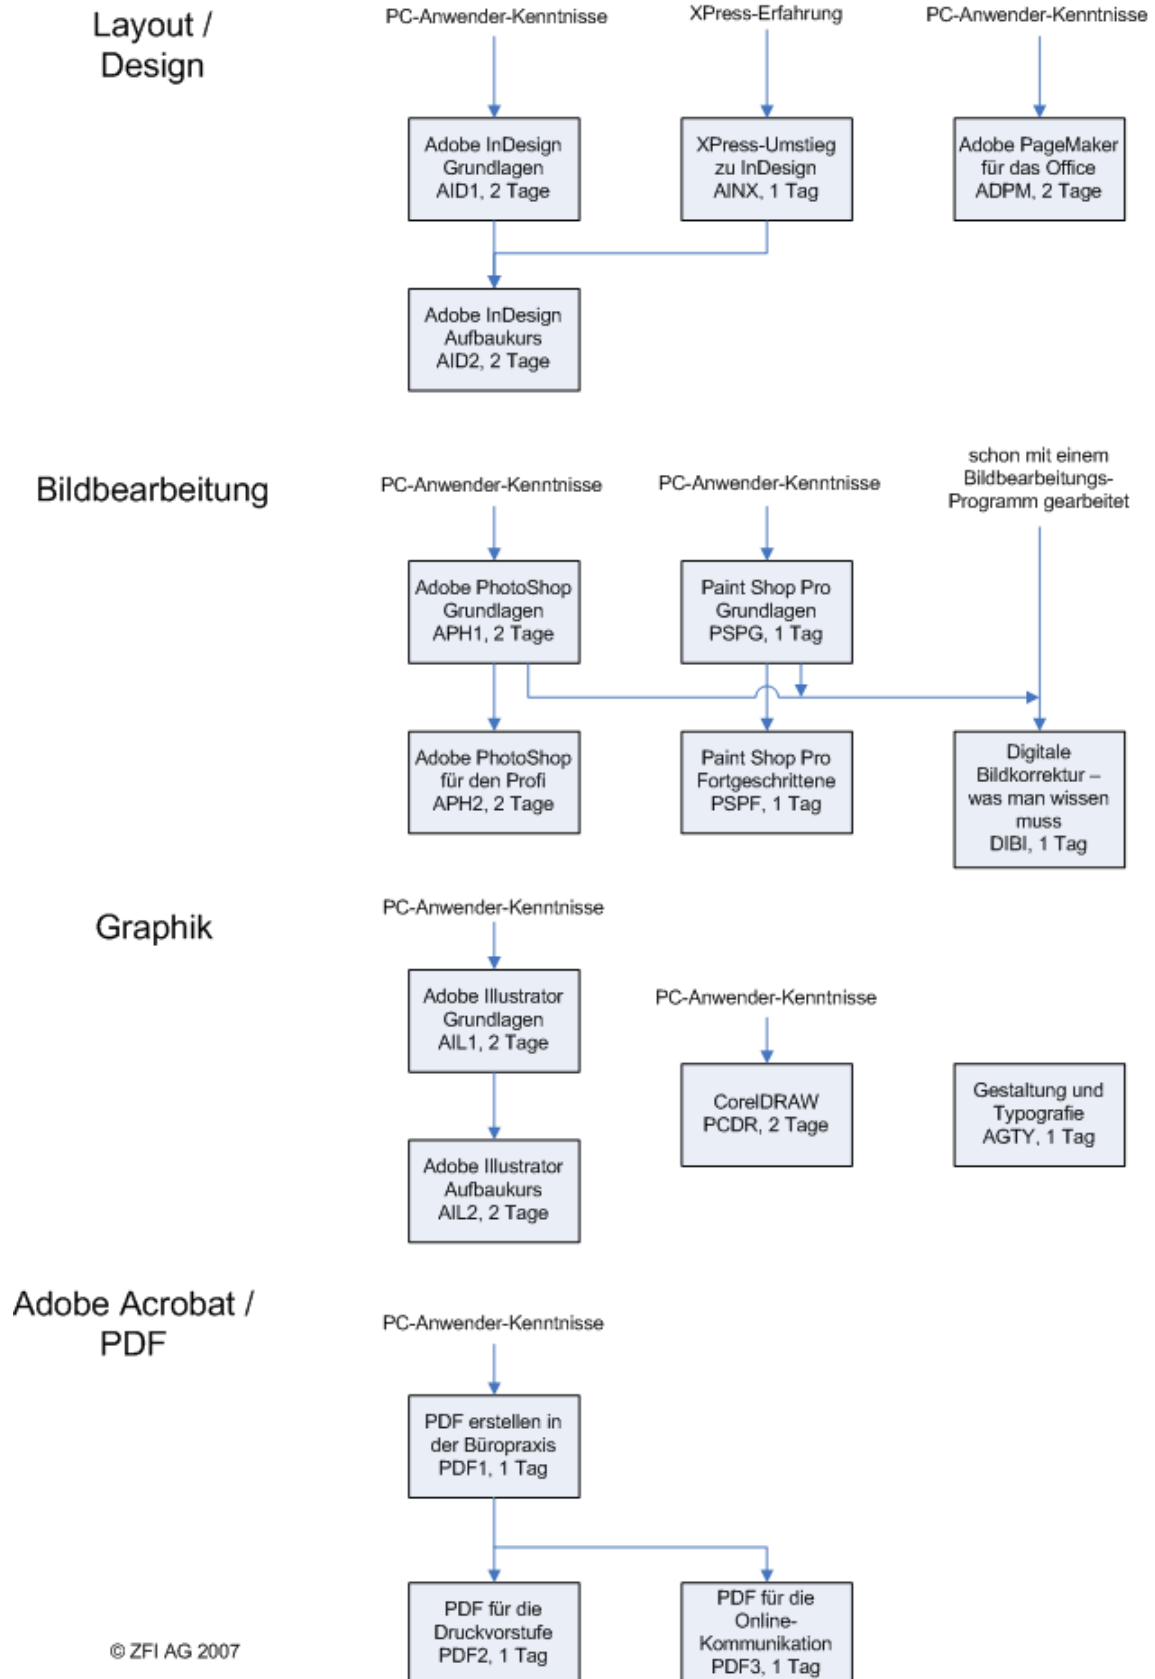 Layout /
Design
PC-Anwender-Kenntnisse
XPress-Erfahrung
PC-Anwender-Kenntnisse
Adobe InDesign
Grundlagen
AID1, 2 Tage
XPress-Umstieg
zu InDesign
AINX, 1 Tag
Adobe PageMaker
für das Office
ADPM, 2 Tage
Adobe InDesign
Aufbaukurs
AID2, 2 Tage
Bildbearbeitung
PC-Anwender-Kenntnisse
PC-Anwender-Kenntnisse
schon mit einem
Bildbearbeitungs-
Programm gearbeitet
Adobe PhotoShop
Grundlagen
APH1, 2 Tage
Paint Shop Pro
Grundlagen
PSPG, 1 Tag
Adobe PhotoShop
für den Profi
APH2, 2 Tage
Paint Shop Pro
Fortgeschrittene
PSPF, 1 Tag
Digitale
Bildkorrektur –
was man wissen
muss
DIBI, 1 Tag
Graphik
PC-Anwender-Kenntnisse
Adobe Illustrator
Grundlagen
AIL1, 2 Tage
PC-Anwender-Kenntnisse
CorelDRAW
PCDR, 2 Tage
Gestaltung und
Typografie
AGTY, 1 Tag
Adobe Illustrator
Aufbaukurs
AIL2, 2 Tage
Adobe Acrobat /
PDF
PC-Anwender-Kenntnisse
PDF erstellen in
der Büropraxis
PDF1, 1 Tag
PDF für die
Druckvorstufe
PDF2, 1 Tag
PDF für die
Online-
Kommunikation
PDF3, 1 Tag
© ZFI AG 2007